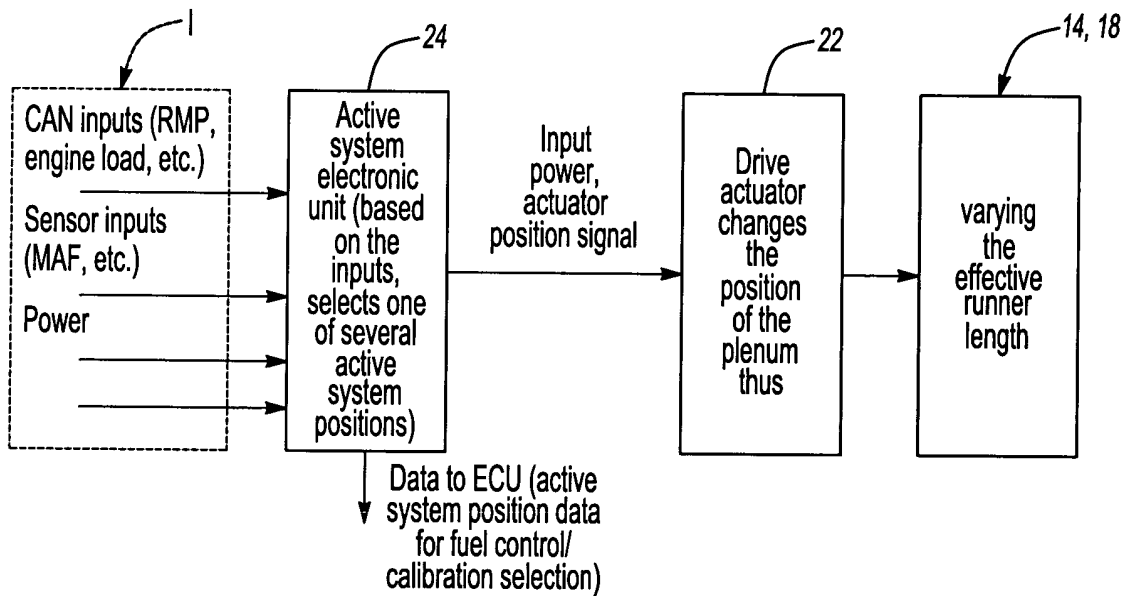 I
24
22
14, 18
CAN inputs (RMP,
engine load, etc.)
Sensor inputs
(MAF, etc.)
Power
Active
system
electronic
unit (based
on the
inputs,
selects one
of several
active
system
positions)
Input
power,
actuator
position signal
Drive
actuator
changes
the
position
of the
plenum
thus
varying
the
effective
runner
length
Data to ECU (active
system position data
for fuel control/
calibration selection)